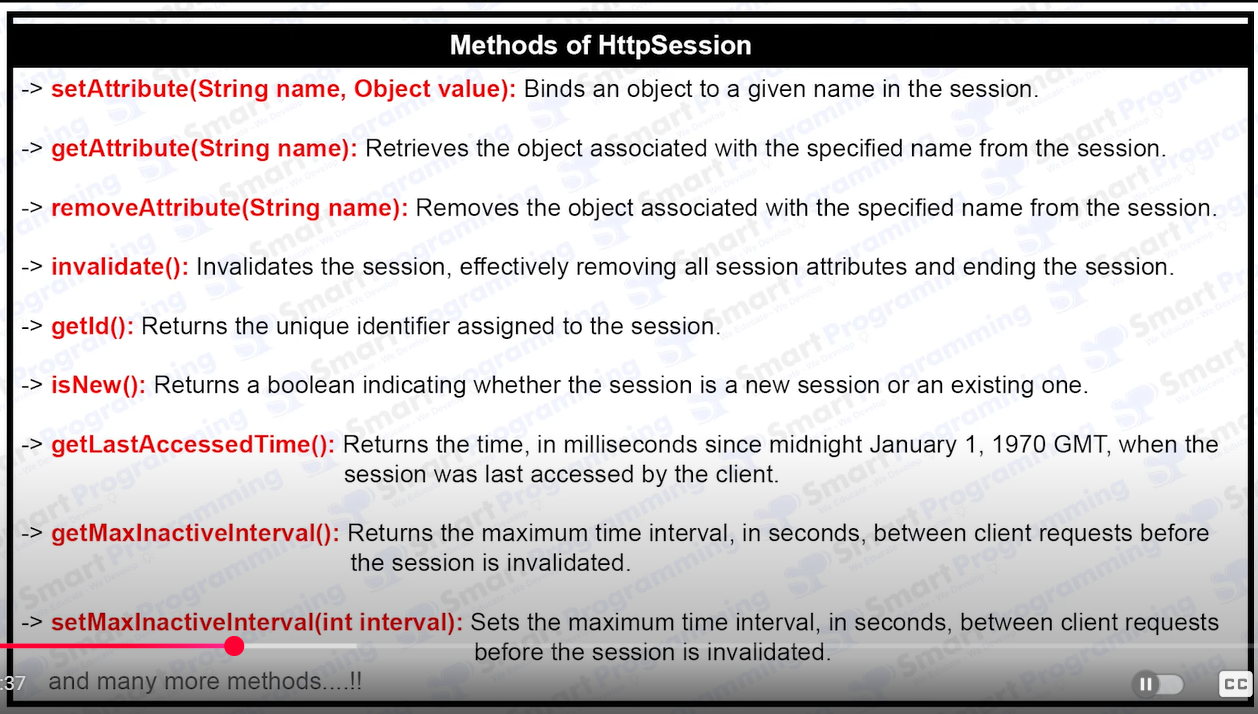 Methods of HttpSession
-> setAttribute(String name, Object value): Binds an object to a given name in the session.
-> getAttribute(String name): Retrieves the object associated with the specified name from the session.
-> removeAttribute(String name): Removes the object associated with the specified name from the session.
-> invalidate(): Invalidates the session, effectively removing all session attributes and ending the session.
-> getId(): Returns the unique identifier assigned to the session.
-> isNew(): Returns a boolean indicating whether the session is a new session or an existing one.
-> getLastAccessedTime(): Returns the time, in milliseconds since midnight January 1, 1970 GMT, when the
session was last accessed by the client.
-> getMaxInactiveInterval(): Returns the maximum time interval, in seconds, between client requests before
the session is invalidated.
-> setMaxInactiveInterval(int interval): Sets the maximum time interval, in seconds, between client requests
before the session is invalidated.
:37 and many more methods....!!
CC